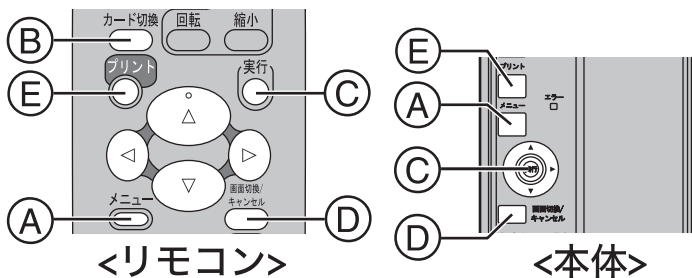 カード切換 回転 縮小
B
プリント 実行
E C
画面切換/
メニュー キャンセル
A D
<リモコン>
プリント
E
メニュー エラー
A
C 実行
画面切換/
キャンセル
D
<本体>